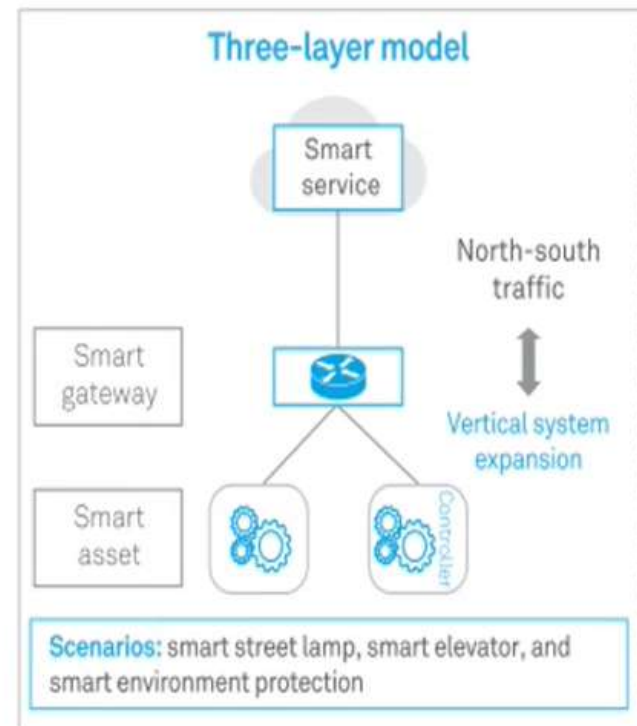 Three-layer model
Smart
service
North-south
traffic
Smart
gateway
Vertical system
expansion
Smart
asset
Controller
Scenarios: smart street lamp, smart elevator, and
smart environment protection